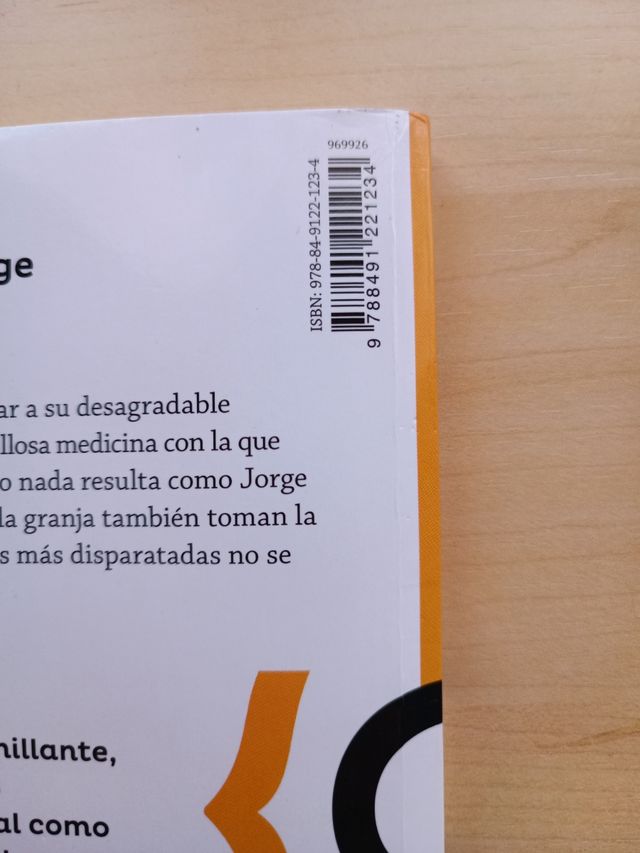 969926
ISBN: 978-84-9122-123-4
9 788491 221234
ge
ar a su desagradable
llosa medicina con la que
o nada resulta como Jorge
la granja también toman la
s más disparatadas no se
nillante,
al como